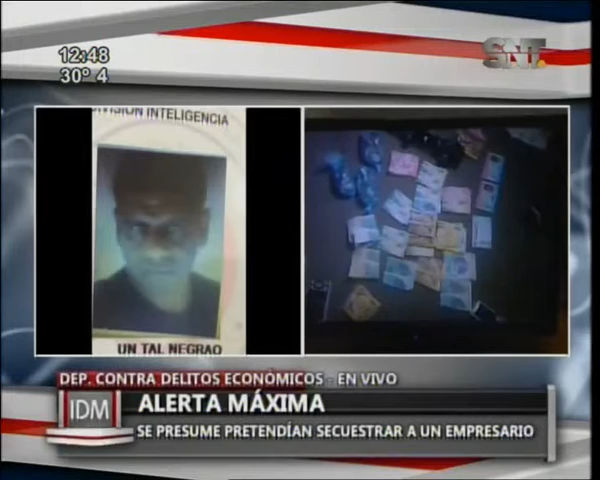 12:48
30° 4
SNT.
DIVISIÓN INTELIGENCIA
UN TAL NEGRAO
DEP. CONTRA DELITOS ECONÓMICOS - EN VIVO
IDM
ALERTA MÁXIMA
SE PRESUME PRETENDÍAN SECUESTRAR A UN EMPRESARIO